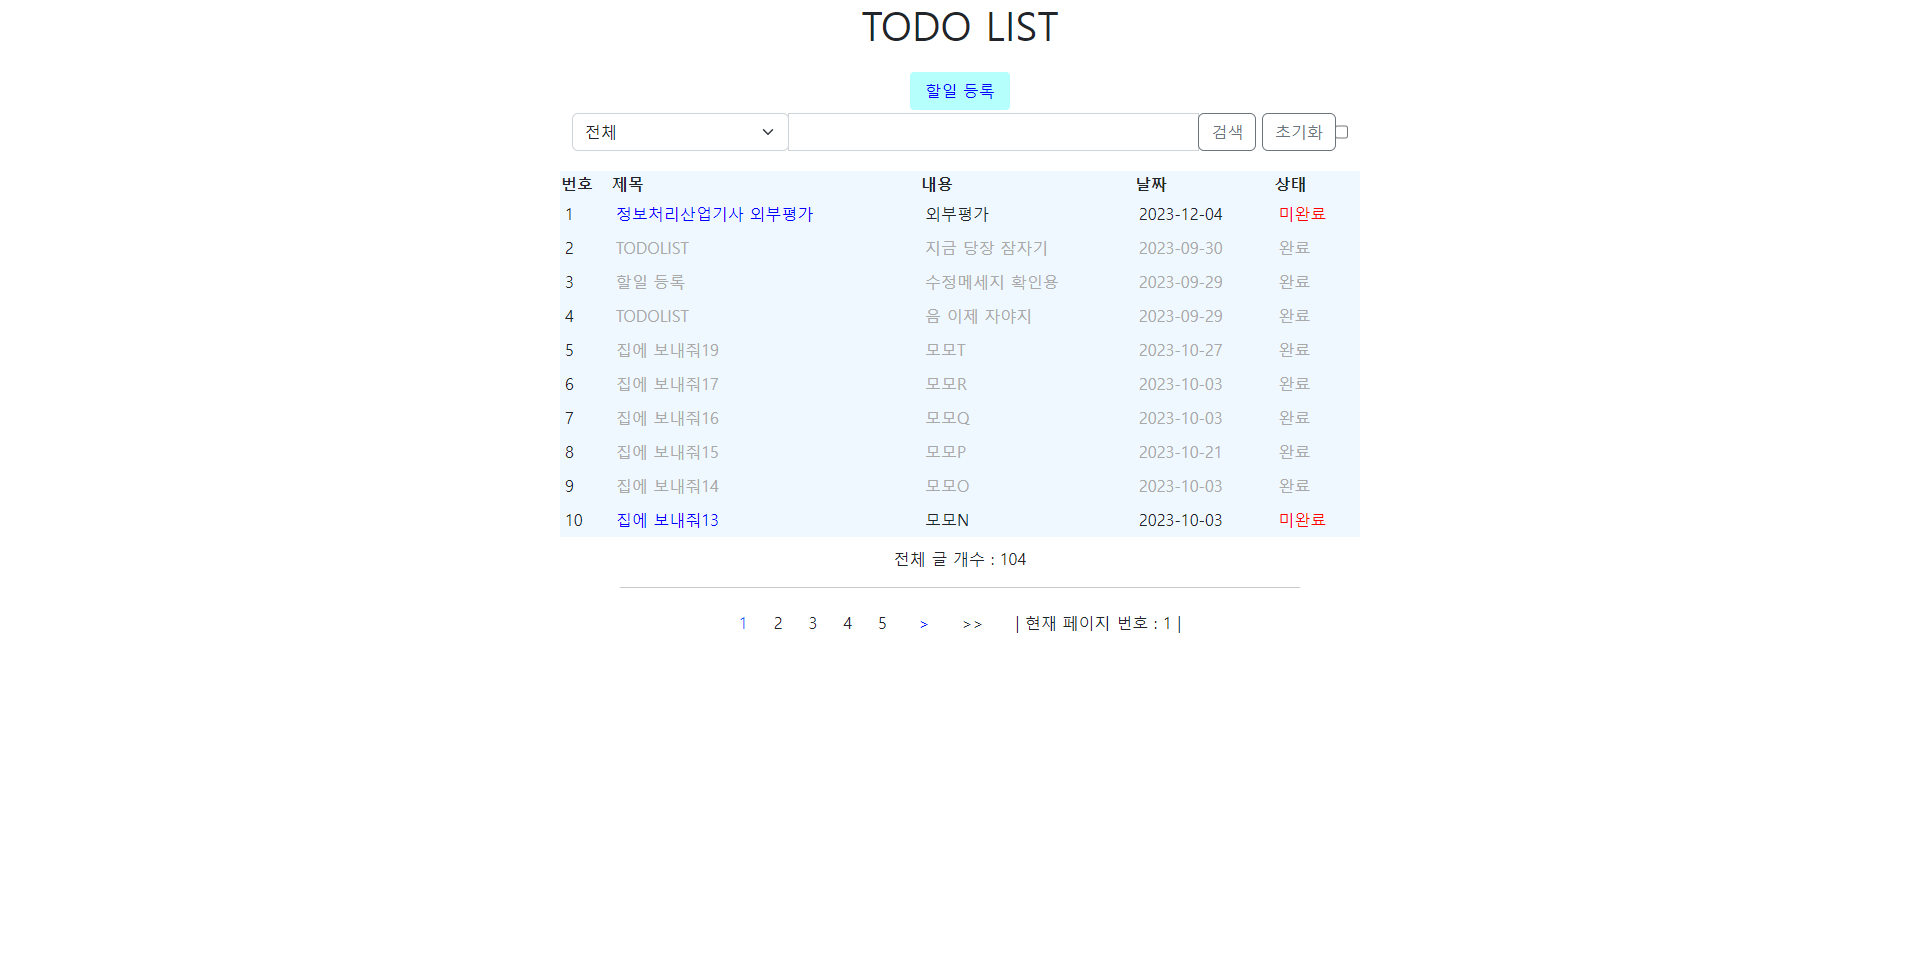 TODO LIST
할일 등록
전체 검색 초기화
번호 제목 내용 날짜 상태
1 정보처리산업기사 외부평가 외부평가 2023-12-04 미완료
2 TODOLIST 지금 당장 잠자기 2023-09-30 완료
3 할일 등록 수정메세지 확인용 2023-09-29 완료
4 TODOLIST 음 이제 자야지 2023-09-29 완료
5 집에 보내줘19 모모T 2023-10-27 완료
6 집에 보내줘17 모모R 2023-10-03 완료
7 집에 보내줘16 모모Q 2023-10-03 완료
8 집에 보내줘15 모모P 2023-10-21 완료
9 집에 보내줘14 모모O 2023-10-03 완료
10 집에 보내줘13 모모N 2023-10-03 미완료
전체 글 개수 : 104
1 2 3 4 5 > >> | 현재 페이지 번호 : 1 |